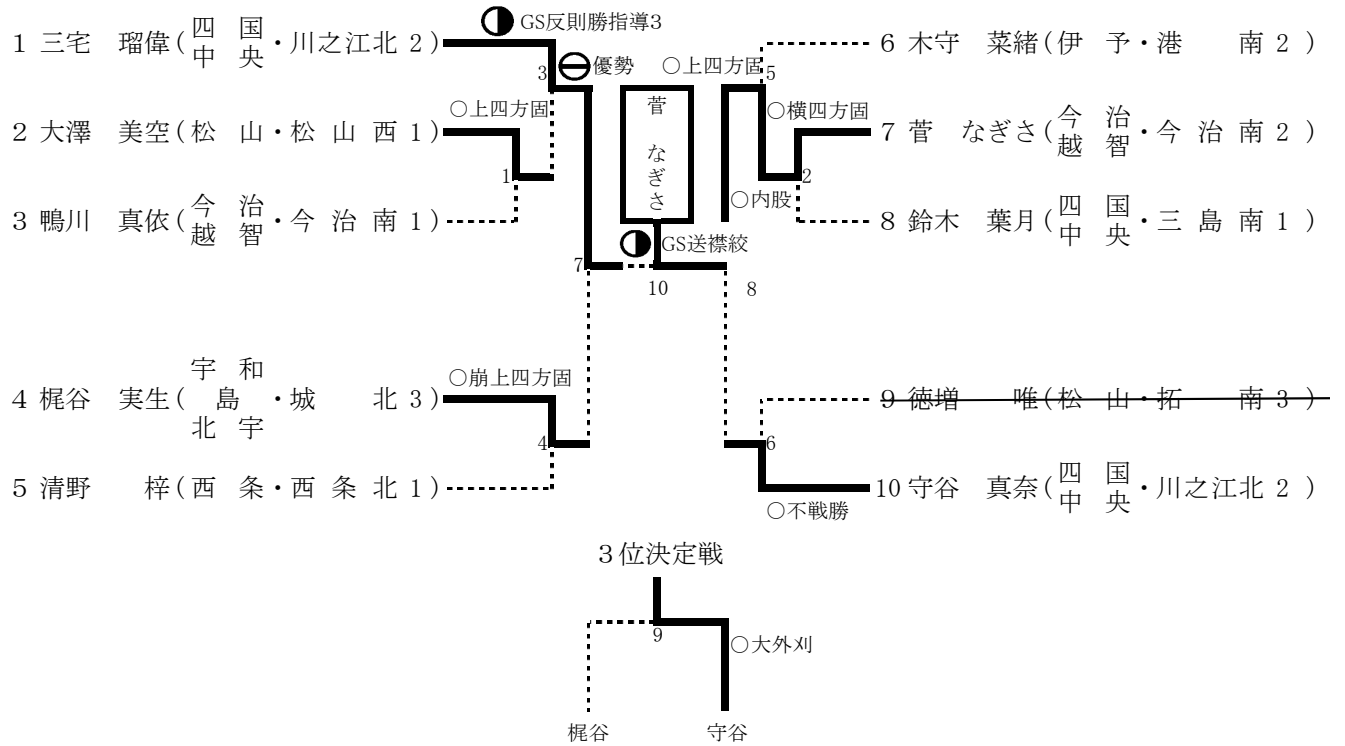 GS反則勝指導3
1 三宅 瑠偉(四国中央・川之江北 2)
3
優勢
○上四方固
5
6 木守 菜緒(伊予・港南 2)
菅 なぎさ
○上四方固
○横四方固
2 大澤 美空(松山・松山西 1)
7 菅 なぎさ(今治越智・今治南 2)
1
2
○内股
3 鴨川 真依(今治越智・今治南 1)
8 鈴木 葉月(四国中央・三島南 1)
GS送襟絞
7
10
8
○崩上四方固
4 梶谷 実生(宇和島北宇・城北 3)
9 徳増 唯(松山・拓南 3)
4
6
5 清野 梓(西条・西条北 1)
10 守谷 真奈(四国中央・川之江北 2)
○不戦勝
3位決定戦
9
○大外刈
梶谷
守谷